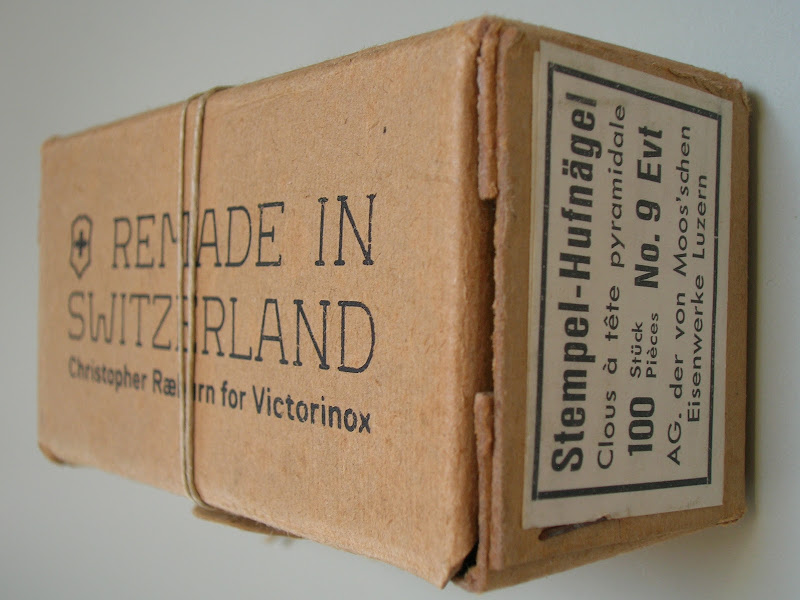 REMADE IN
SWITZERLAND
Christopher Ræburn for Victorinox
Stempel-Hufnägel
Clous à tête pyramidale
100 Stück Pièces No. 9 Evt
AG. der von Moos'schen
Eisenwerke Luzern